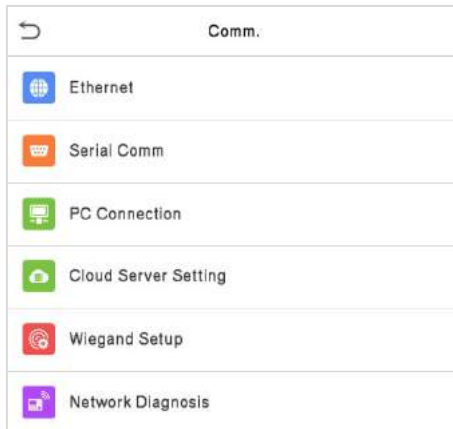 Comm.
Ethernet
Serial Comm
PC Connection
Cloud Server Setting
Wiegand Setup
Network Diagnosis